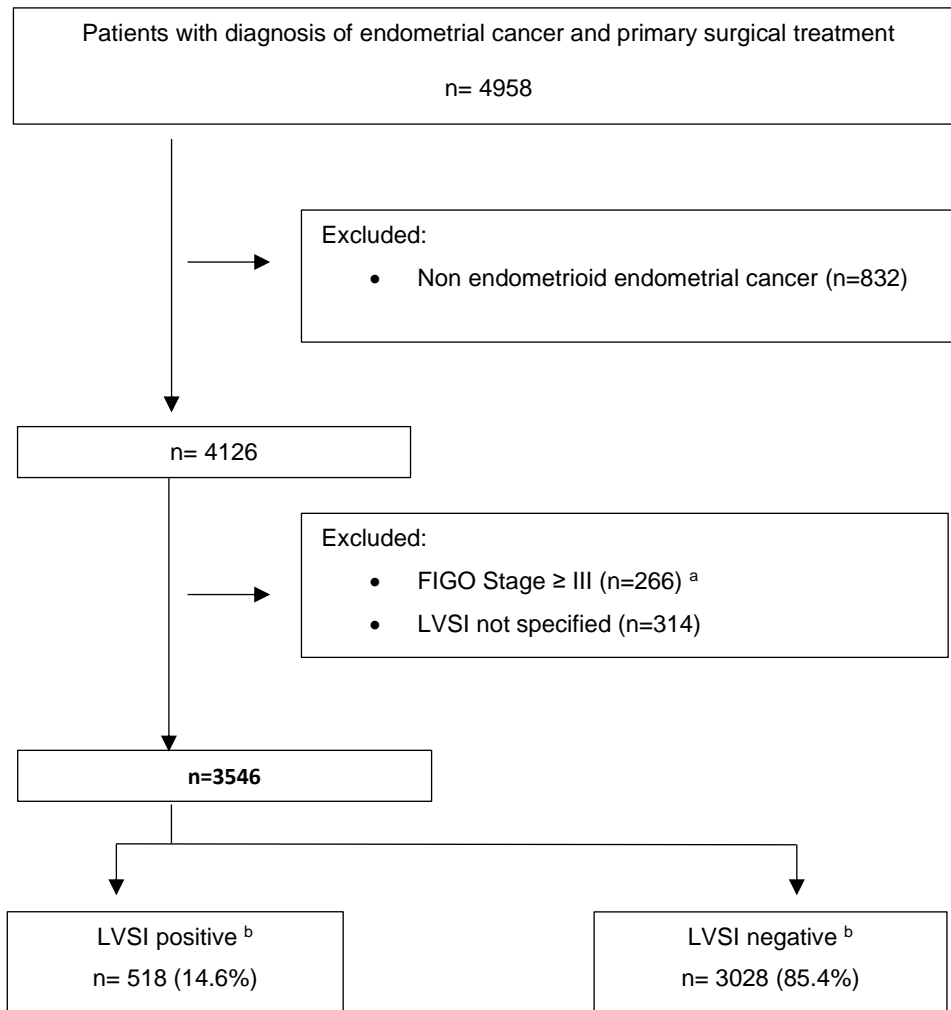 Patients with diagnosis of endometrial cancer and primary surgical treatment
n= 4958
Excluded:
• Non endometrioid endometrial cancer (n=832)
n= 4126
Excluded:
• FIGO Stage ≥ III (n=266) ᵃ
• LVSI not specified (n=314)
n=3546
LVSI positive ᵇ
n= 518 (14.6%)
LVSI negative ᵇ
n= 3028 (85.4%)